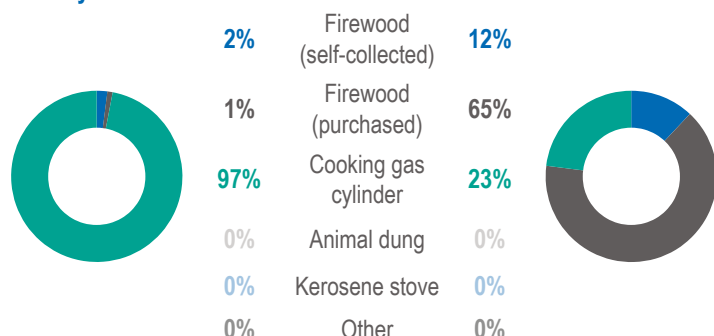 2% Firewood 12%
(self-collected)
1% Firewood 65%
(purchased)
97% Cooking gas 23%
cylinder
0% Animal dung 0%
0% Kerosene stove 0%
0% Other 0%